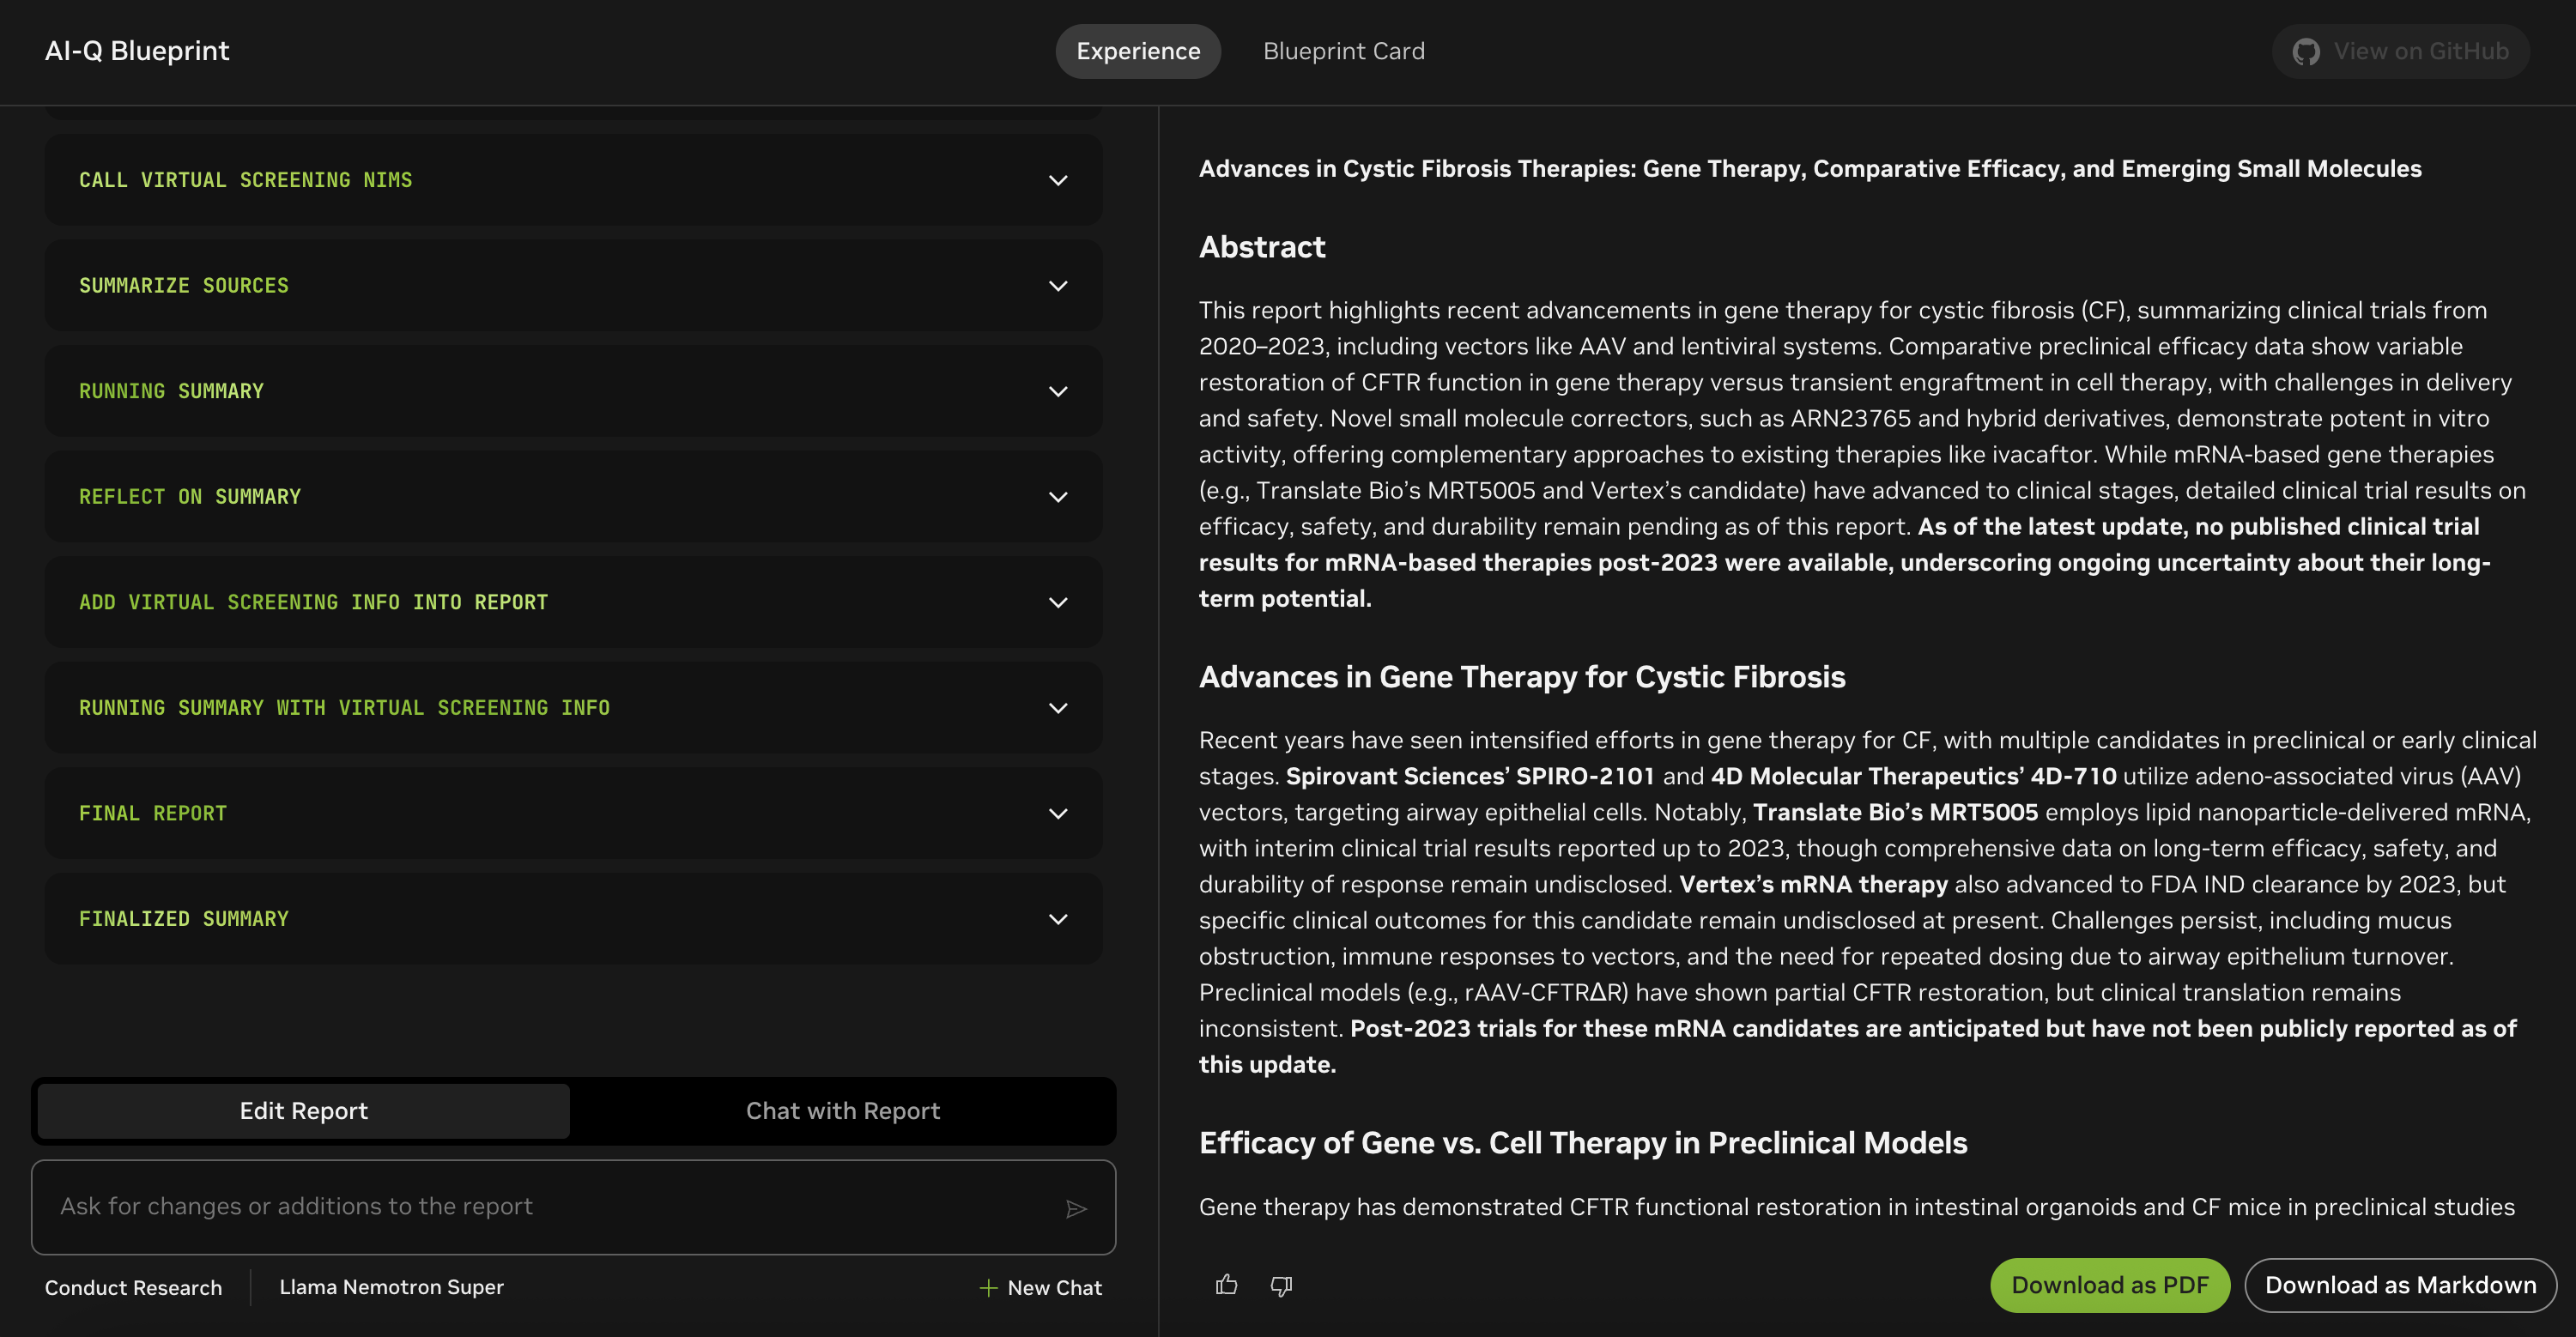 AI-Q Blueprint
Experience
Blueprint Card
View on GitHub
CALL VIRTUAL SCREENING NIMS
SUMMARIZE SOURCES
RUNNING SUMMARY
REFLECT ON SUMMARY
ADD VIRTUAL SCREENING INFO INTO REPORT
RUNNING SUMMARY WITH VIRTUAL SCREENING INFO
FINAL REPORT
FINALIZED SUMMARY
Edit Report
Chat with Report
Ask for changes or additions to the report
Conduct Research
Llama Nemotron Super
New Chat
Advances in Cystic Fibrosis Therapies: Gene Therapy, Comparative Efficacy, and Emerging Small Molecules
Abstract
This report highlights recent advancements in gene therapy for cystic fibrosis (CF), summarizing clinical trials from
2020–2023, including vectors like AAV and lentiviral systems. Comparative preclinical efficacy data show variable
restoration of CFTR function in gene therapy versus transient engraftment in cell therapy, with challenges in delivery
and safety. Novel small molecule correctors, such as ARN23765 and hybrid derivatives, demonstrate potent in vitro
activity, offering complementary approaches to existing therapies like ivacaftor. While mRNA-based gene therapies
(e.g., Translate Bio’s MRT5005 and Vertex’s candidate) have advanced to clinical stages, detailed clinical trial results on
efficacy, safety, and durability remain pending as of this report. As of the latest update, no published clinical trial
results for mRNA-based therapies post-2023 were available, underscoring ongoing uncertainty about their long-
term potential.
Advances in Gene Therapy for Cystic Fibrosis
Recent years have seen intensified efforts in gene therapy for CF, with multiple candidates in preclinical or early clinical
stages. Spirovant Sciences’ SPIRO-2101 and 4D Molecular Therapeutics’ 4D-710 utilize adeno-associated virus (AAV)
vectors, targeting airway epithelial cells. Notably, Translate Bio’s MRT5005 employs lipid nanoparticle-delivered mRNA,
with interim clinical trial results reported up to 2023, though comprehensive data on long-term efficacy, safety, and
durability of response remain undisclosed. Vertex’s mRNA therapy also advanced to FDA IND clearance by 2023, but
specific clinical outcomes for this candidate remain undisclosed at present. Challenges persist, including mucus
obstruction, immune responses to vectors, and the need for repeated dosing due to airway epithelium turnover.
Preclinical models (e.g., rAAV-CFTRΔR) have shown partial CFTR restoration, but clinical translation remains
inconsistent. Post-2023 trials for these mRNA candidates are anticipated but have not been publicly reported as of
this update.
Efficacy of Gene vs. Cell Therapy in Preclinical Models
Gene therapy has demonstrated CFTR functional restoration in intestinal organoids and CF mice in preclinical studies
Download as PDF
Download as Markdown